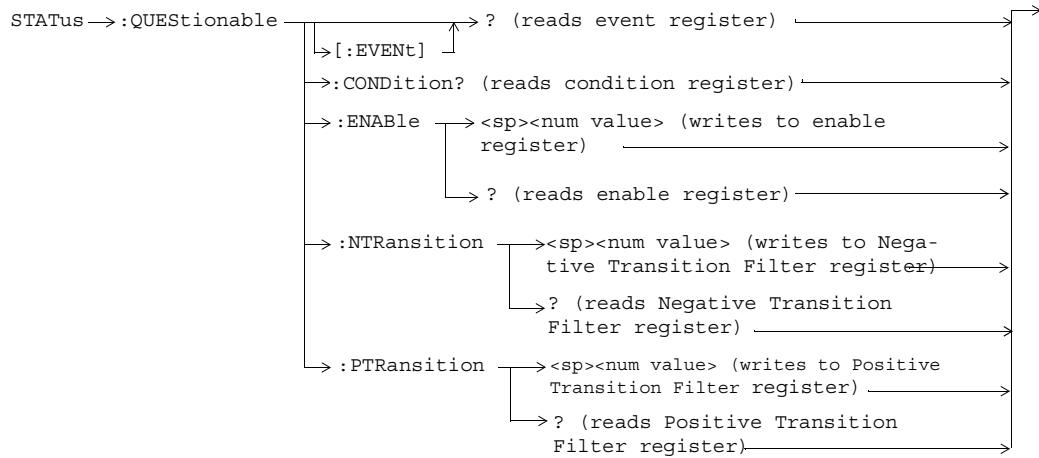 STATus :QUEStionable ? (reads event register)
[:EVENt]
:CONDition? (reads condition register)
:ENABle <sp><num value> (writes to enable
register)
? (reads enable register)
:NTRansition <sp><num value> (writes to Nega-
tive Transition Filter register)
? (reads Negative Transition
Filter register)
:PTRansition <sp><num value> (writes to Positive
Transition Filter register)
? (reads Positive Transition
Filter register)